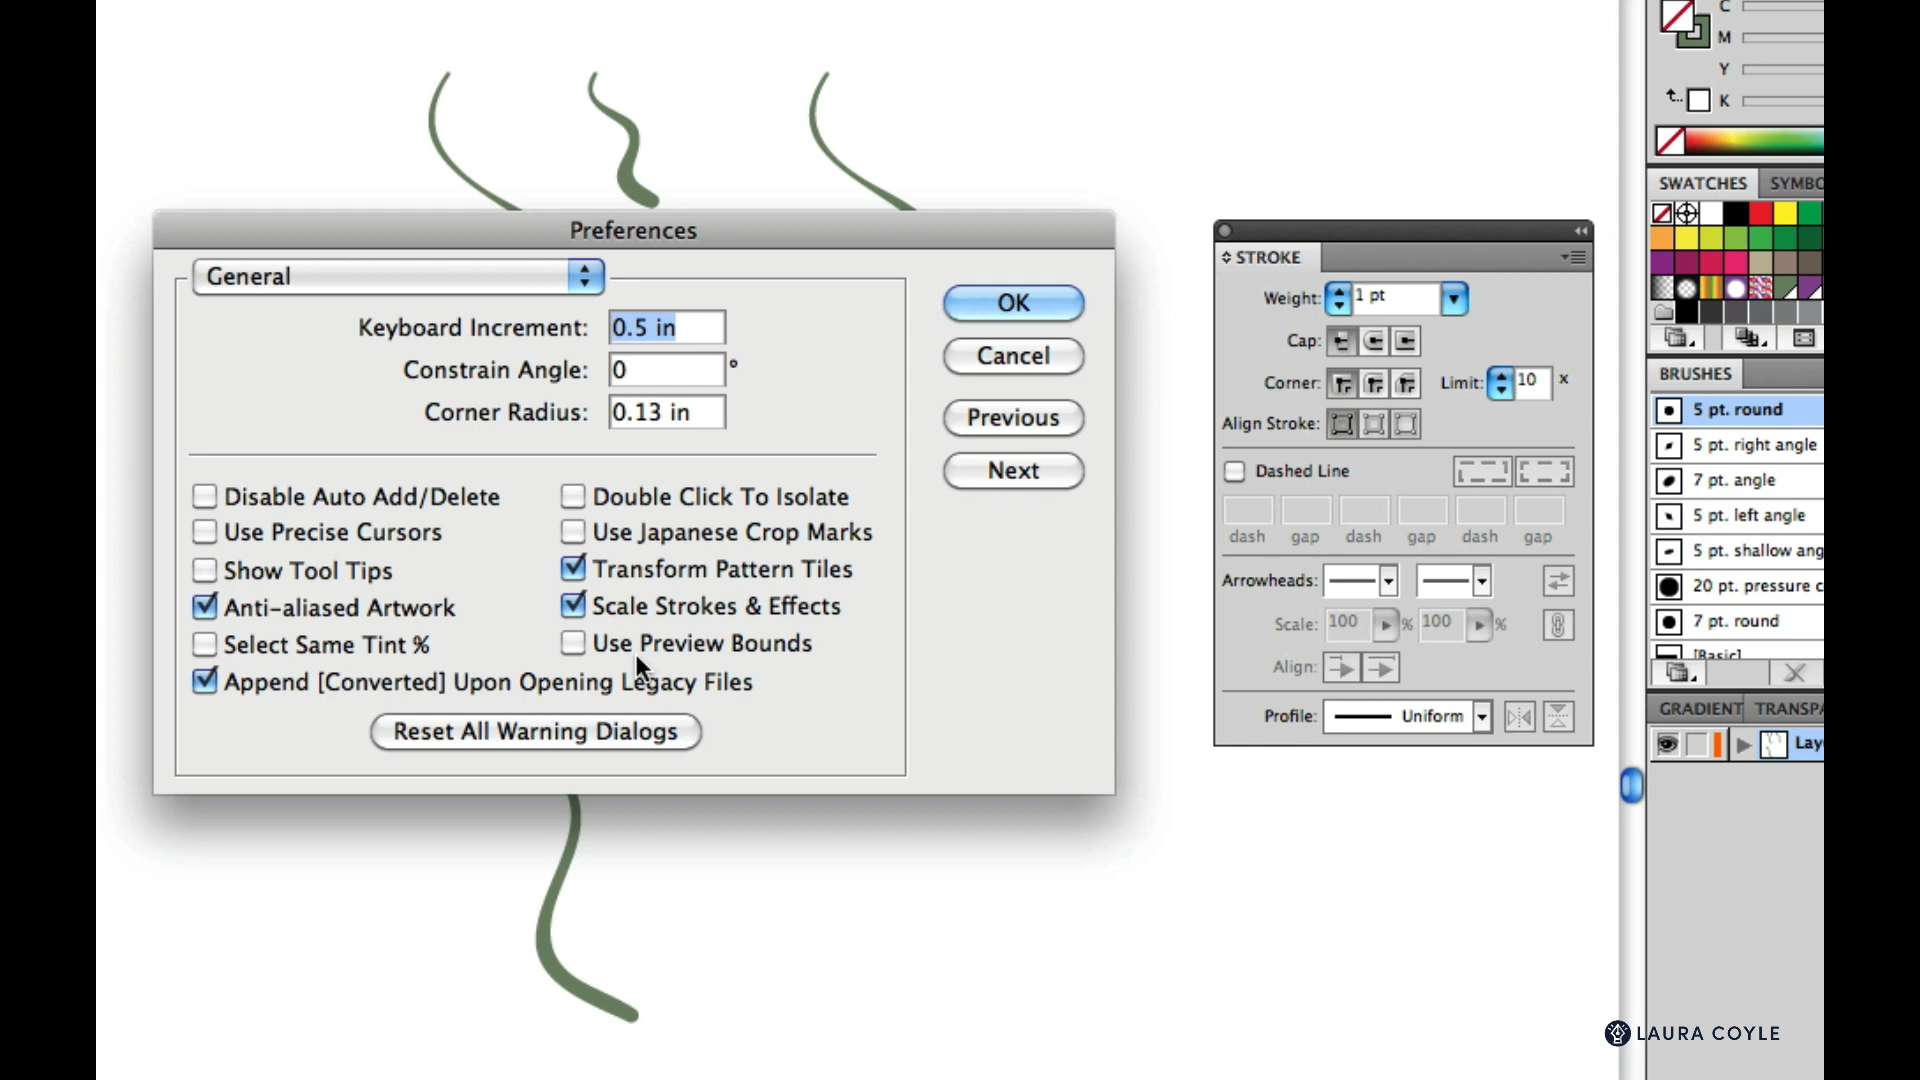 Preferences
General
Keyboard Increment: 0.5 in
Constrain Angle: 0 °
Corner Radius: 0.13 in
OK
Cancel
Previous
Next
Disable Auto Add/Delete
Double Click To Isolate
Use Precise Cursors
Use Japanese Crop Marks
Show Tool Tips
Transform Pattern Tiles
Anti-aliased Artwork
Scale Strokes & Effects
Select Same Tint %
Use Preview Bounds
Append [Converted] Upon Opening Legacy Files
Reset All Warning Dialogs
STROKE
Weight: 1 pt
Cap:
Corner:
Limit: 10 x
Align Stroke:
Dashed Line
dash gap dash gap dash gap
Arrowheads:
Scale: 100 % 100 %
Align:
Profile: Uniform
C
M
Y
K
SWATCHES SYMBO
BRUSHES
5 pt. round
5 pt. right angle
7 pt. angle
5 pt. left angle
5 pt. shallow ang
20 pt. pressure c
7 pt. round
[Basic]
GRADIENT TRANSPA
Lay
LAURA COYLE